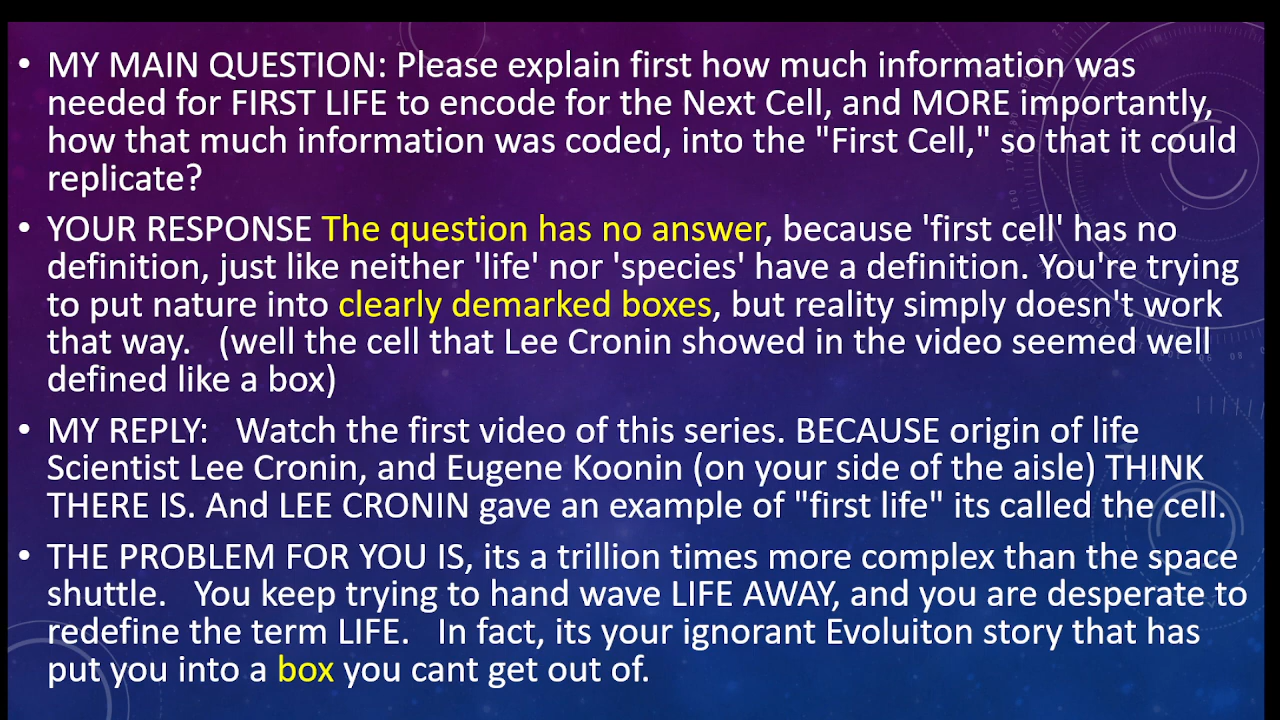 • MY MAIN QUESTION: Please explain first how much information was
needed for FIRST LIFE to encode for the Next Cell, and MORE importantly,
how that much information was coded, into the "First Cell," so that it could
replicate?
• YOUR RESPONSE The question has no answer, because 'first cell' has no
definition, just like neither 'life' nor 'species' have a definition. You're trying
to put nature into clearly demarked boxes, but reality simply doesn't work
that way. (well the cell that Lee Cronin showed in the video seemed well
defined like a box)
• MY REPLY: Watch the first video of this series. BECAUSE origin of life
Scientist Lee Cronin, and Eugene Koonin (on your side of the aisle) THINK
THERE IS. And LEE CRONIN gave an example of "first life" its called the cell.
• THE PROBLEM FOR YOU IS, its a trillion times more complex than the space
shuttle. You keep trying to hand wave LIFE AWAY, and you are desperate to
redefine the term LIFE. In fact, its your ignorant Evoluiton story that has
put you into a box you cant get out of.